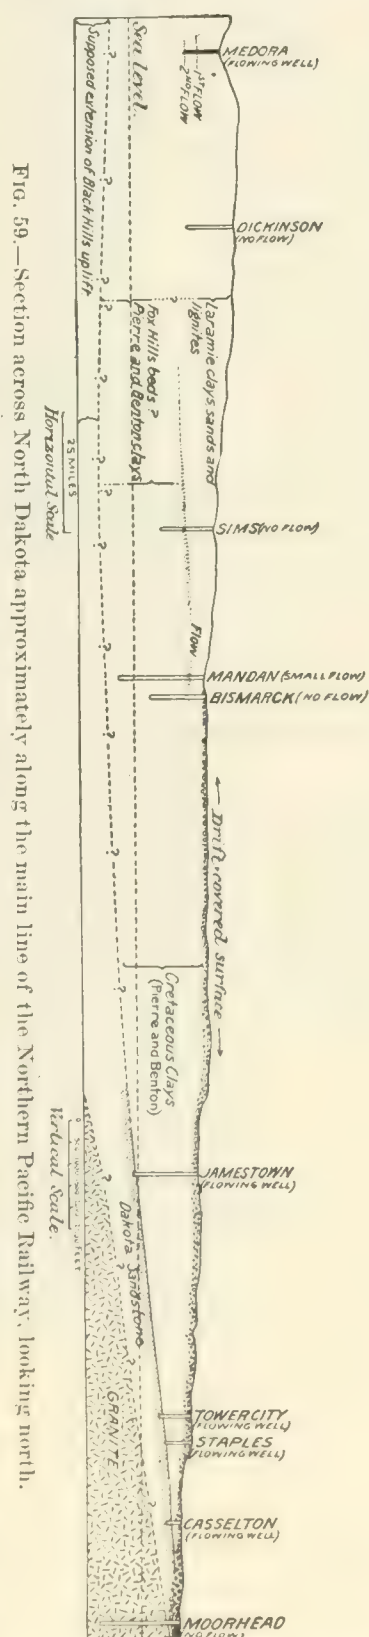 MEDORA
(FLOWING WELL)
1ST FLOW
2ND FLOW
Sea Level.
Supposed extension of Black Hills uplift
DICKINSON
(NO FLOW)
Laramie clays, sands and
lignites
Fox Hills beds?
Pierre and Benton clays
25 MILES
Horizontal Scale
SIMS (NO FLOW)
Flow
MANDAN (SMALL FLOW)
BISMARCK (NO FLOW)
Drift-covered surface
Cretaceous Clays
(Pierre and Benton)
JAMESTOWN
(FLOWING WELL)
Dakota Sandstone
Vertical Scale.
FEET
GRANITE
TOWER CITY
(FLOWING WELL)
STAPLES
(FLOWING WELL)
CASSELTON
(FLOWING WELL)
MOORHEAD
(NO FLOW)
FIG. 59.—Section across North Dakota approximately along the main line of the Northern Pacific Railway, looking north.